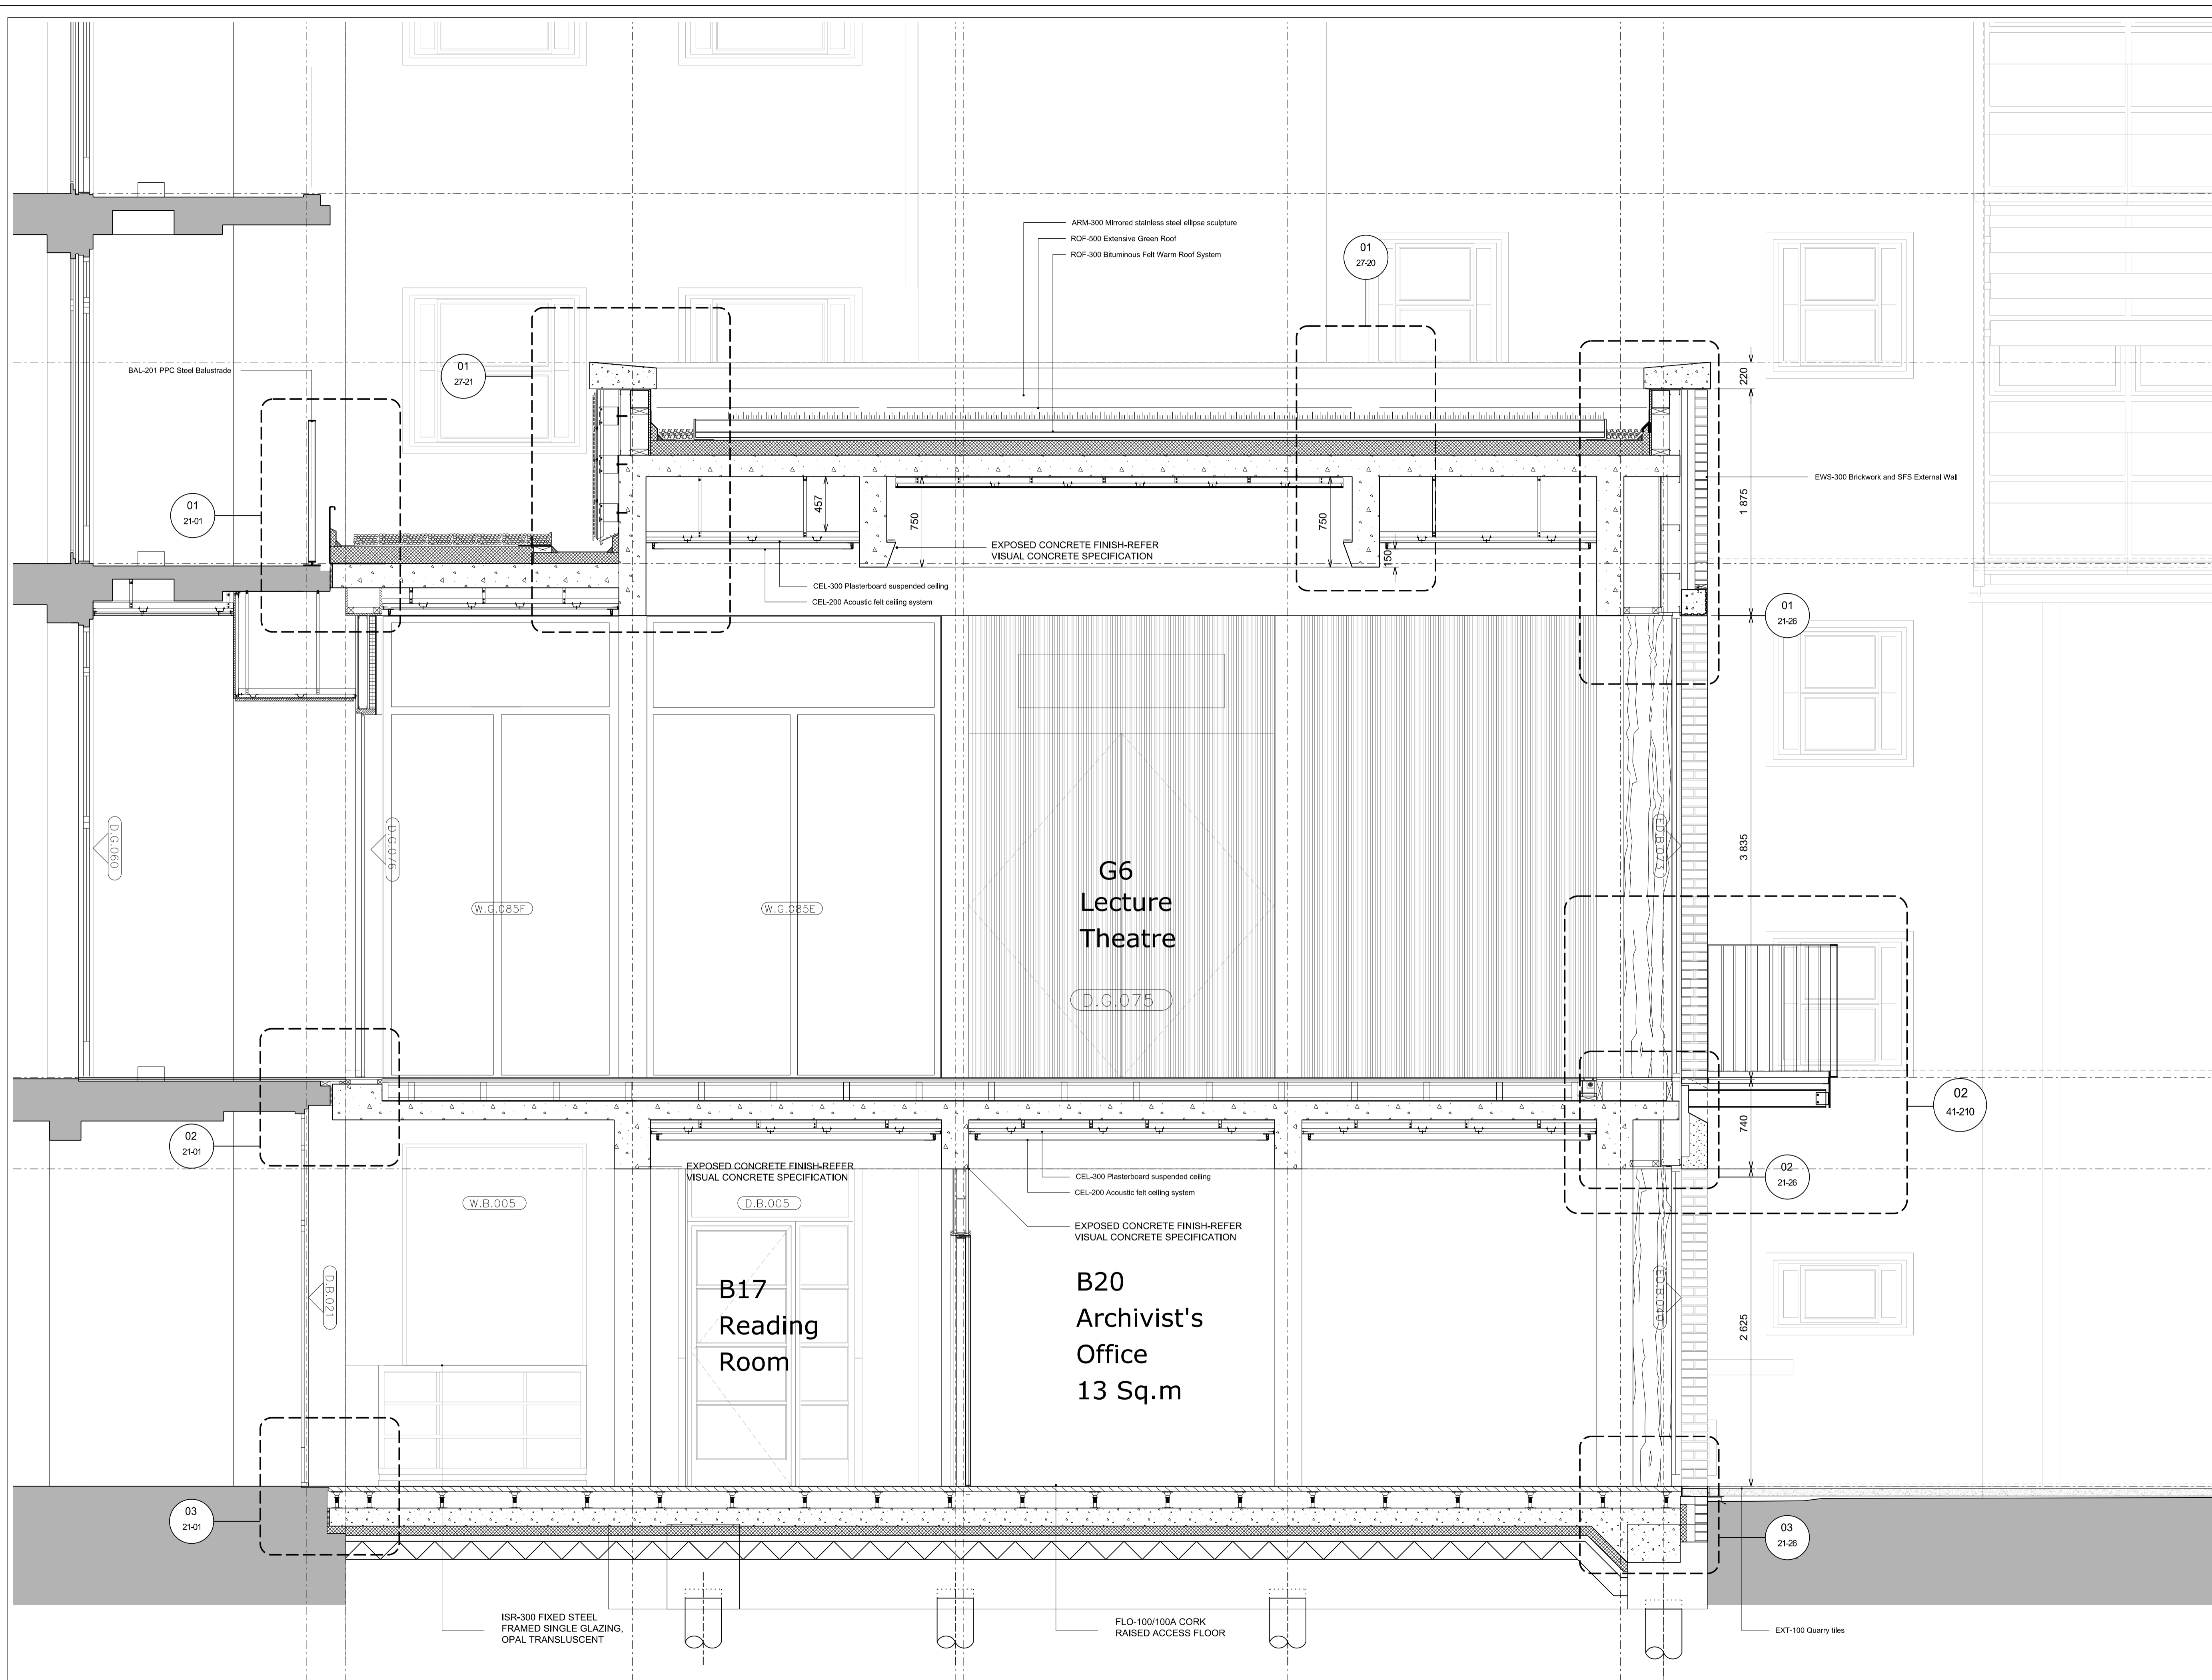 ARM-300 Mirrored stainless steel ellipse sculpture
ROF-500 Extensive Green Roof
ROF-300 Bituminous Felt Warm Roof System
01
27-20
BAL-201 PPC Steel Balustrade
01
27-21
220
01
21-01
457
750
750
150
1 875
EWS-300 Brickwork and SFS External Wall
EXPOSED CONCRETE FINISH-REFER
VISUAL CONCRETE SPECIFICATION
CEL-300 Plasterboard suspended ceiling
CEL-200 Acoustic felt ceiling system
01
21-26
D.G.060
D.G.076
W.G.085F
W.G.085E
G6
Lecture
Theatre
D.G.075
ED.B.073
3 835
02
41-210
02
21-01
740
EXPOSED CONCRETE FINISH-REFER
VISUAL CONCRETE SPECIFICATION
CEL-300 Plasterboard suspended ceiling
CEL-200 Acoustic felt ceiling system
02
21-26
W.B.005
D.B.005
EXPOSED CONCRETE FINISH-REFER
VISUAL CONCRETE SPECIFICATION
D.B.021
B17
Reading
Room
B20
Archivist's
Office
13 Sq.m
ED.B.040
2 625
03
21-01
03
21-26
ISR-300 FIXED STEEL
FRAMED SINGLE GLAZING,
OPAL TRANSLUSCENT
FLO-100/100A CORK
RAISED ACCESS FLOOR
EXT-100 Quarry tiles